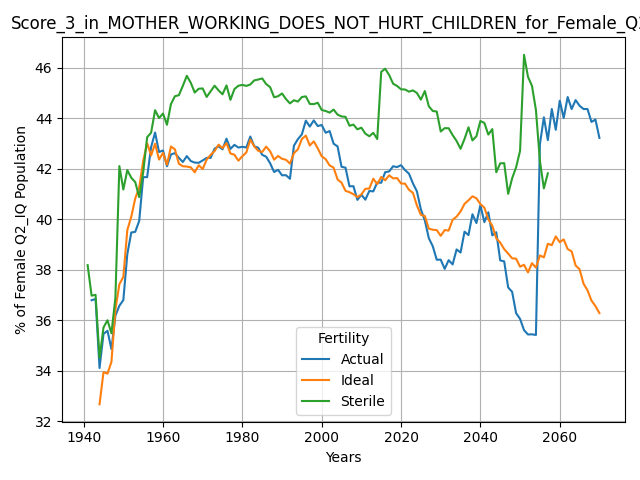 Score_3_in_MOTHER_WORKING_DOES_NOT_HURT_CHILDREN_for_Female_Q
% of Female Q2_IQ Population
46
44
42
40
38
36
34
32
1940 1960 1980 2000 2020 2040 2060
Years
Fertility
Actual
Ideal
Sterile